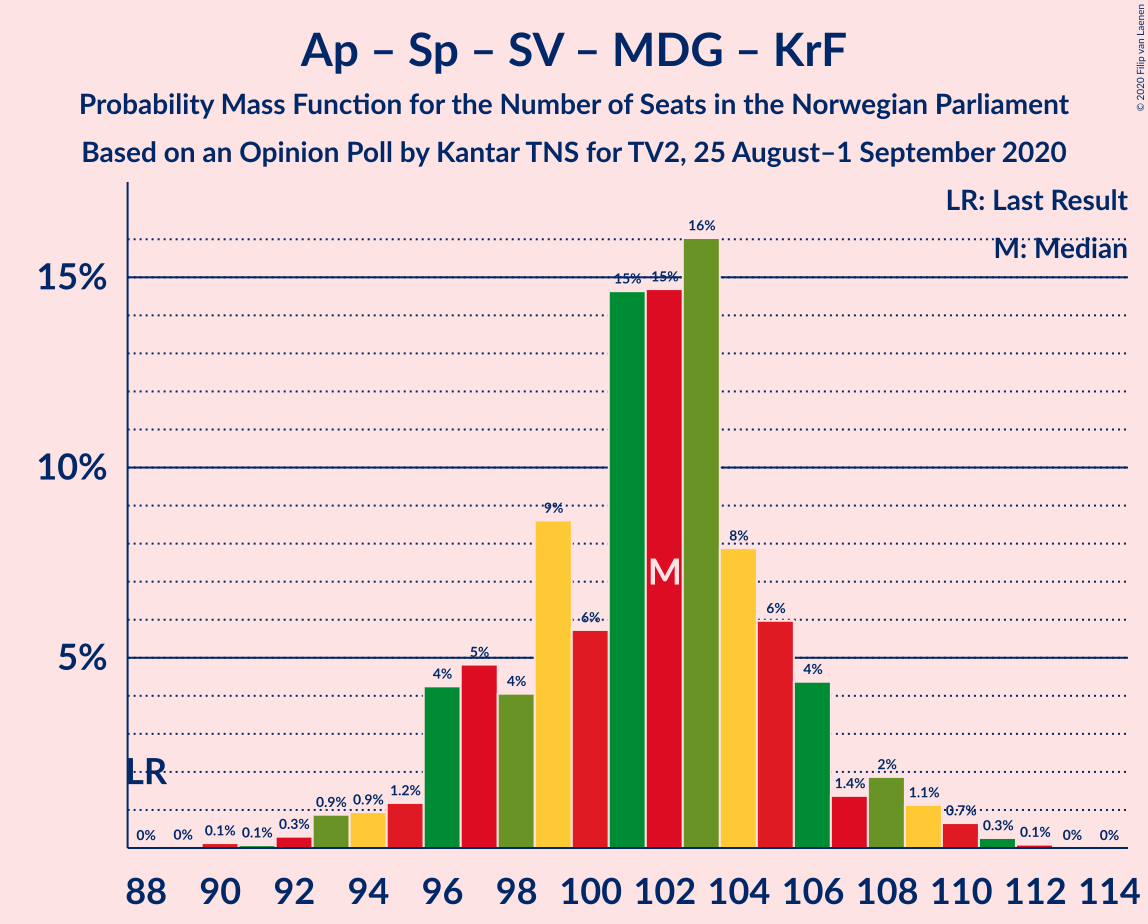 Ap – Sp – SV – MDG – KrF
Probability Mass Function for the Number of Seats in the Norwegian Parliament
Based on an Opinion Poll by Kantar TNS for TV2, 25 August–1 September 2020
© 2020 Filip van Laenen
LR: Last Result
M: Median
15%
10%
5%
LR
M
0% 0% 0.1% 0.1% 0.3% 0.9% 0.9% 1.2% 4% 5% 4% 9% 6% 15% 15% 16% 8% 6% 4% 1.4% 2% 1.1% 0.7% 0.3% 0.1% 0% 0%
88 90 92 94 96 98 100 102 104 106 108 110 112 114